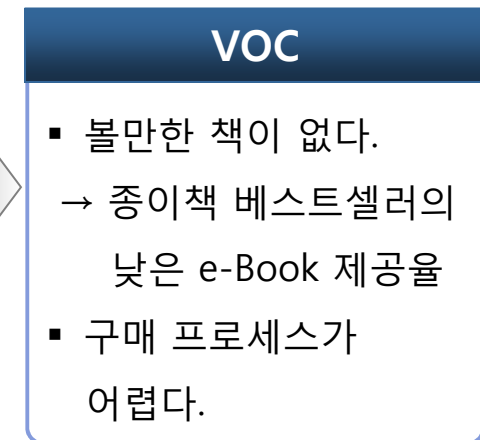 VOC
▪ 볼만한 책이 없다.
→ 종이책 베스트셀러의
낮은 e-Book 제공율
▪ 구매 프로세스가
어렵다.